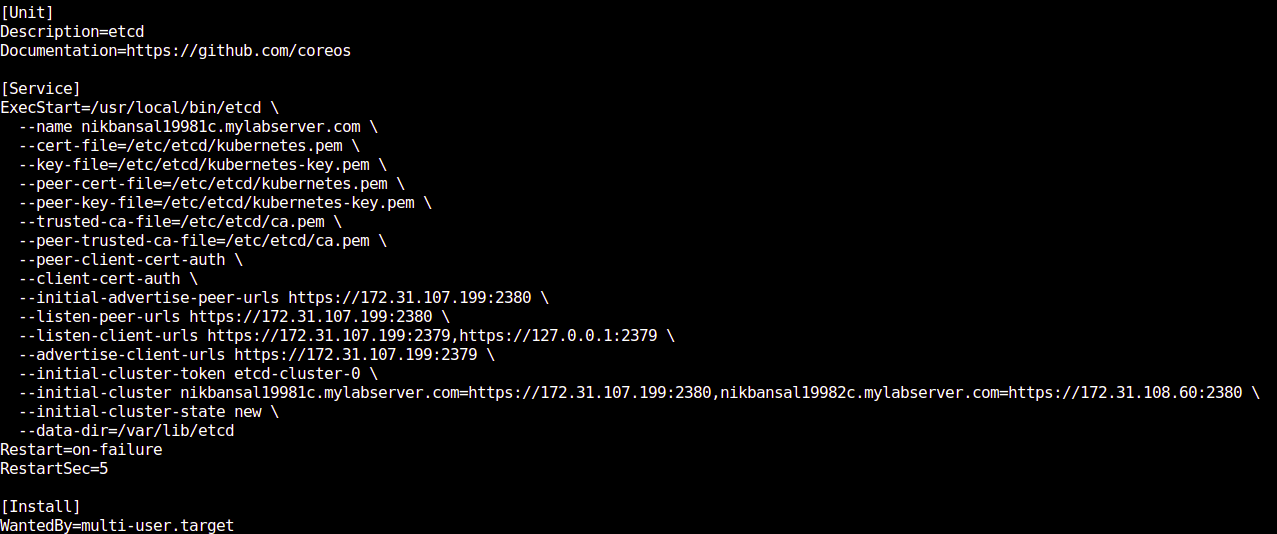 [Unit]
Description=etcd
Documentation=https://github.com/coreos

[Service]
ExecStart=/usr/local/bin/etcd \
  --name nikbansal19981c.mylabserver.com \
  --cert-file=/etc/etcd/kubernetes.pem \
  --key-file=/etc/etcd/kubernetes-key.pem \
  --peer-cert-file=/etc/etcd/kubernetes.pem \
  --peer-key-file=/etc/etcd/kubernetes-key.pem \
  --trusted-ca-file=/etc/etcd/ca.pem \
  --peer-trusted-ca-file=/etc/etcd/ca.pem \
  --peer-client-cert-auth \
  --client-cert-auth \
  --initial-advertise-peer-urls https://172.31.107.199:2380 \
  --listen-peer-urls https://172.31.107.199:2380 \
  --listen-client-urls https://172.31.107.199:2379,https://127.0.0.1:2379 \
  --advertise-client-urls https://172.31.107.199:2379 \
  --initial-cluster-token etcd-cluster-0 \
  --initial-cluster nikbansal19981c.mylabserver.com=https://172.31.107.199:2380,nikbansal19982c.mylabserver.com=https://172.31.108.60:2380 \
  --initial-cluster-state new \
  --data-dir=/var/lib/etcd
Restart=on-failure
RestartSec=5

[Install]
WantedBy=multi-user.target